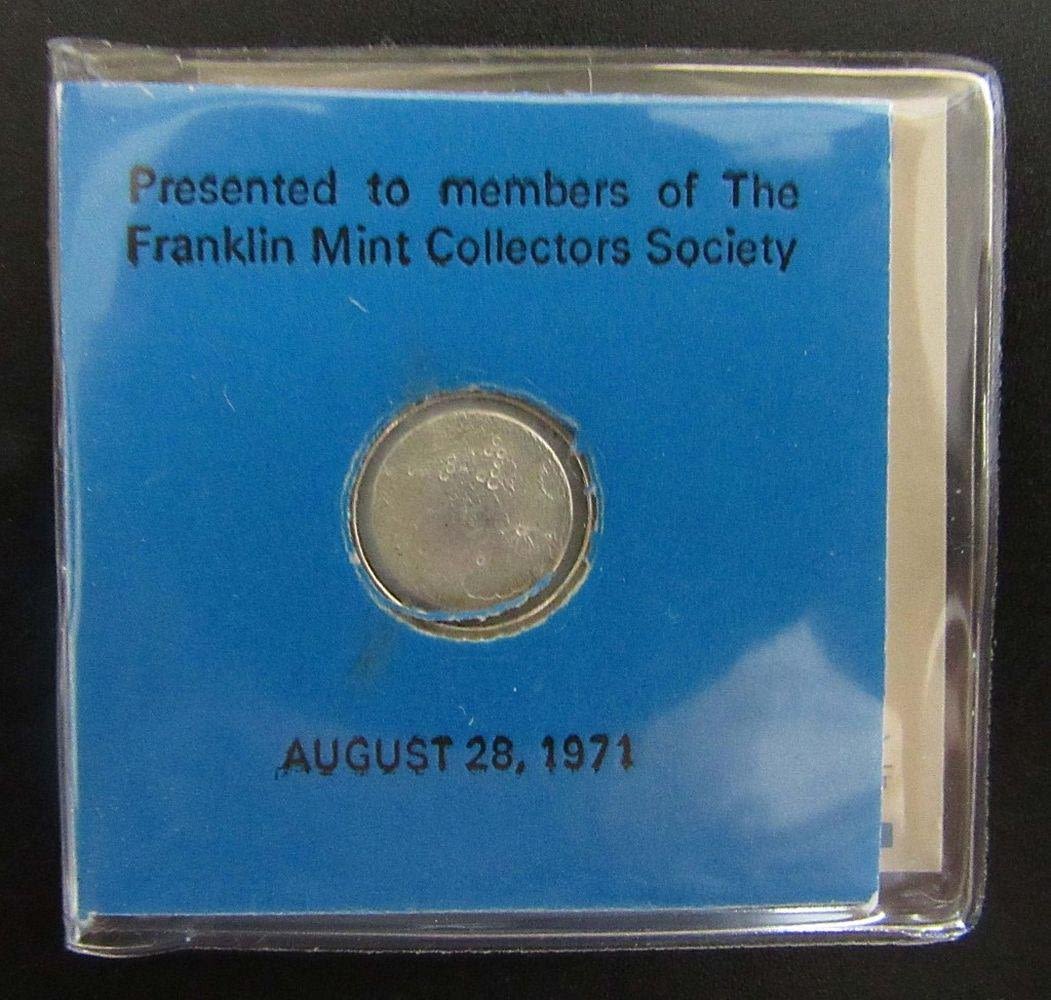 Presented to members of The
Franklin Mint Collectors Society
AUGUST 28, 1971